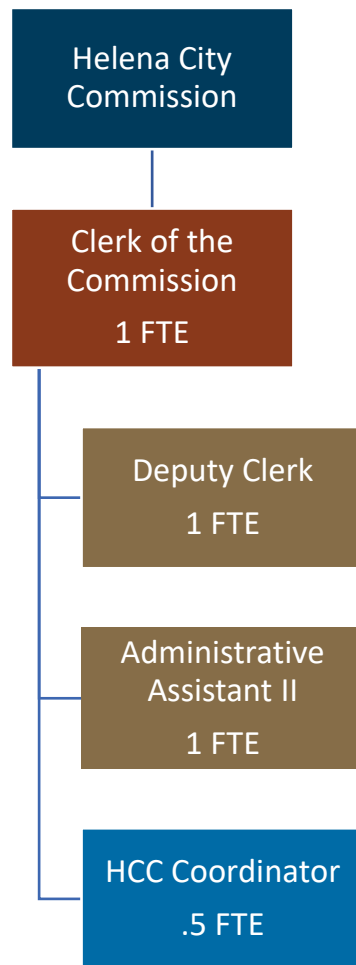 Helena City
Commission
Clerk of the
Commission
1 FTE
Deputy Clerk
1 FTE
Administrative
Assistant II
1 FTE
HCC Coordinator
.5 FTE